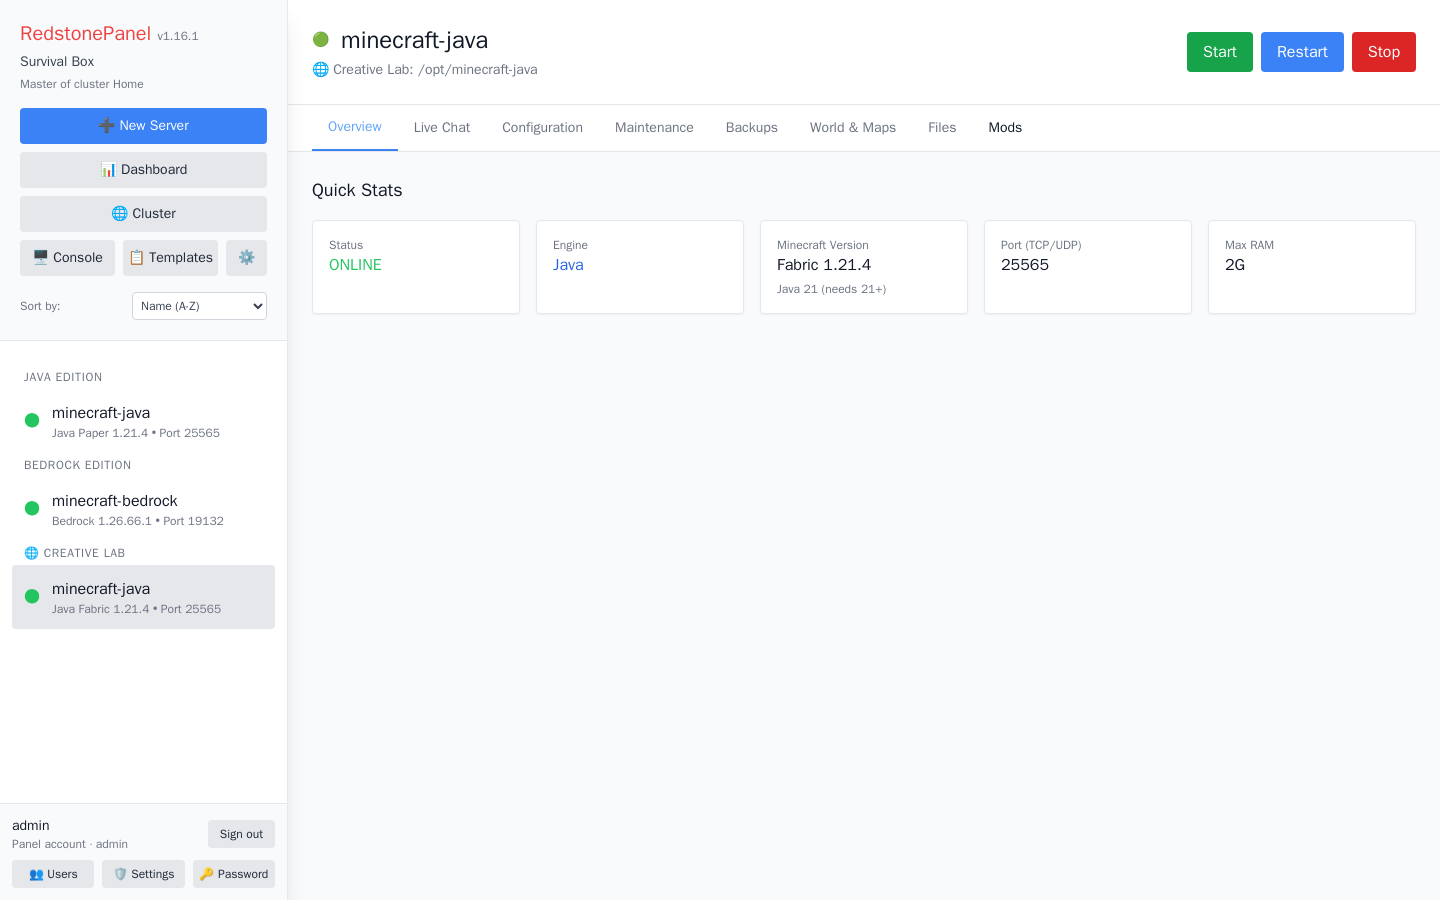 RedstonePanel v1.16.1
Survival Box
Master of cluster Home
➕ New Server
📊 Dashboard
🌐 Cluster
🖥️ Console
📋 Templates
⚙️
Sort by:
Name (A-Z)
JAVA EDITION
minecraft-java
Java Paper 1.21.4 • Port 25565
BEDROCK EDITION
minecraft-bedrock
Bedrock 1.26.66.1 • Port 19132
🌐 CREATIVE LAB
minecraft-java
Java Fabric 1.21.4 • Port 25565
admin
Panel account · admin
Sign out
👥 Users
🛡️ Settings
🔑 Password
minecraft-java
🌐 Creative Lab: /opt/minecraft-java
Start
Restart
Stop
Overview
Live Chat
Configuration
Maintenance
Backups
World & Maps
Files
Mods
Quick Stats
Status
ONLINE
Engine
Java
Minecraft Version
Fabric 1.21.4
Java 21 (needs 21+)
Port (TCP/UDP)
25565
Max RAM
2G